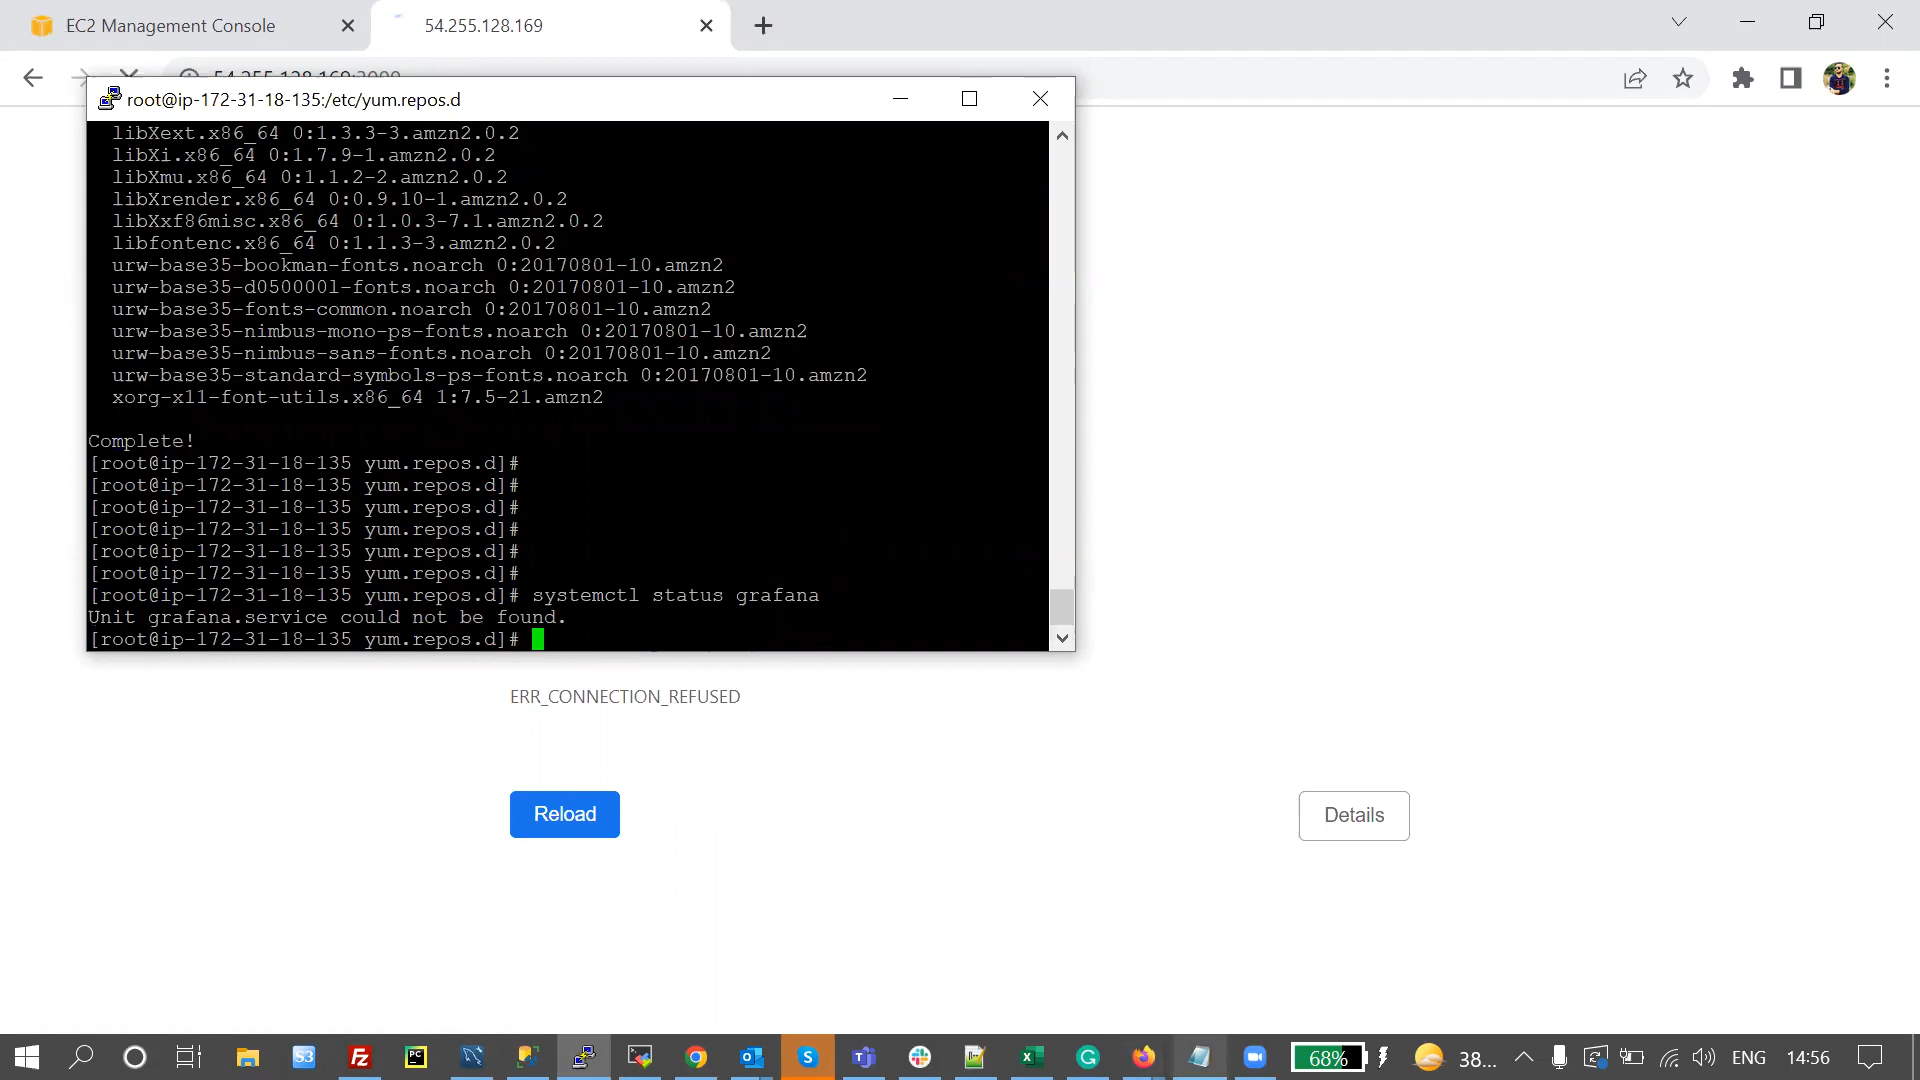 EC2 Management Console
54.255.128.169
54.255.128.169:3000
root@ip-172-31-18-135:/etc/yum.repos.d
libXext.x86_64 0:1.3.3-3.amzn2.0.2
libXi.x86_64 0:1.7.9-1.amzn2.0.2
libXmu.x86_64 0:1.1.2-2.amzn2.0.2
libXrender.x86_64 0:0.9.10-1.amzn2.0.2
libXxf86misc.x86_64 0:1.0.3-7.1.amzn2.0.2
libfontenc.x86_64 0:1.1.3-3.amzn2.0.2
urw-base35-bookman-fonts.noarch 0:20170801-10.amzn2
urw-base35-d050000l-fonts.noarch 0:20170801-10.amzn2
urw-base35-fonts-common.noarch 0:20170801-10.amzn2
urw-base35-nimbus-mono-ps-fonts.noarch 0:20170801-10.amzn2
urw-base35-nimbus-sans-fonts.noarch 0:20170801-10.amzn2
urw-base35-standard-symbols-ps-fonts.noarch 0:20170801-10.amzn2
xorg-x11-font-utils.x86_64 1:7.5-21.amzn2
Complete!
[root@ip-172-31-18-135 yum.repos.d]#
[root@ip-172-31-18-135 yum.repos.d]#
[root@ip-172-31-18-135 yum.repos.d]#
[root@ip-172-31-18-135 yum.repos.d]#
[root@ip-172-31-18-135 yum.repos.d]#
[root@ip-172-31-18-135 yum.repos.d]#
[root@ip-172-31-18-135 yum.repos.d]# systemctl status grafana
Unit grafana.service could not be found.
[root@ip-172-31-18-135 yum.repos.d]#
ERR_CONNECTION_REFUSED
Reload
Details
68%
38...
ENG
14:56